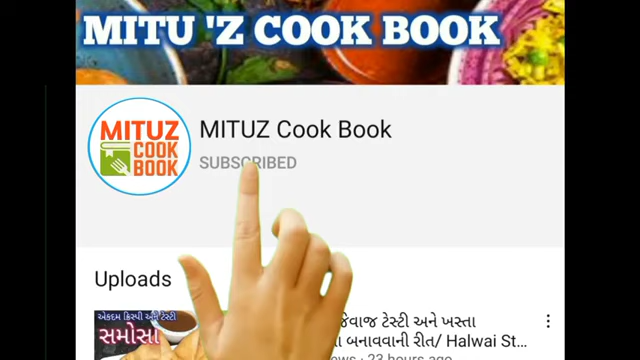 MITU 'Z COOK BOOK
MITUZ
COOK
BOOK
MITUZ Cook Book
SUBSCRIBED
Uploads
એકદમ ક્રિસ્પી અને ટેસ્ટી
સમોસા
જેવાજ ટેસ્ટી અને ખસ્તા
બનાવવાની રીત/ Halwai St...
23 hours ago